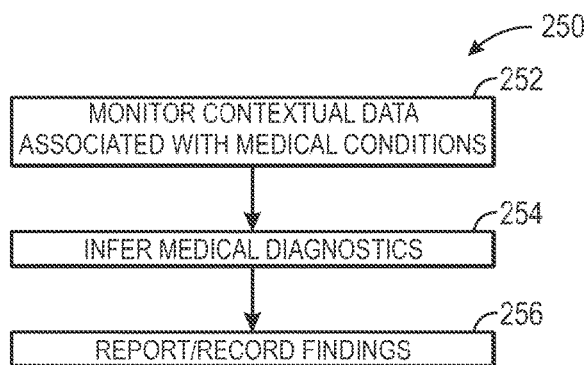 250
252
MONITOR CONTEXTUAL DATA
ASSOCIATED WITH MEDICAL CONDITIONS
254
INFER MEDICAL DIAGNOSTICS
256
REPORT/RECORD FINDINGS